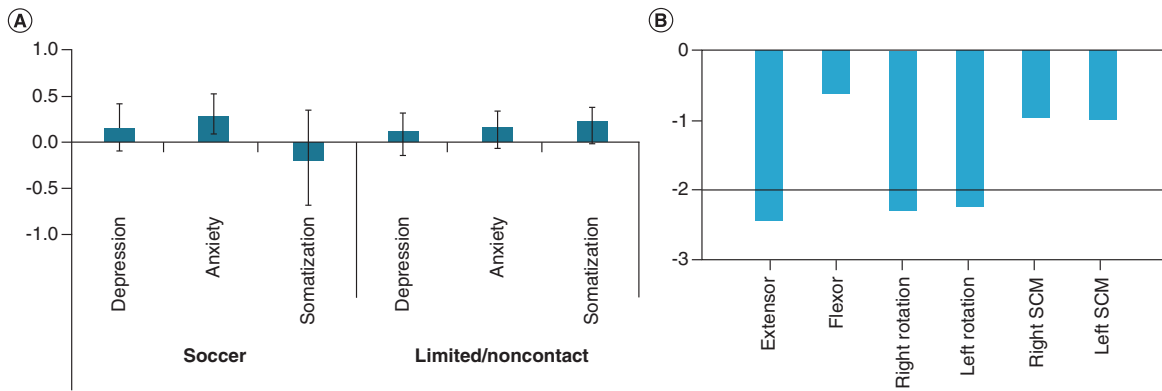 A
1.0
0.5
0.0
-0.5
-1.0
Depression
Anxiety
Somatization
Depression
Anxiety
Somatization
Soccer
Limited/noncontact
B
0
-1
-2
-3
Extensor
Flexor
Right rotation
Left rotation
Right SCM
Left SCM